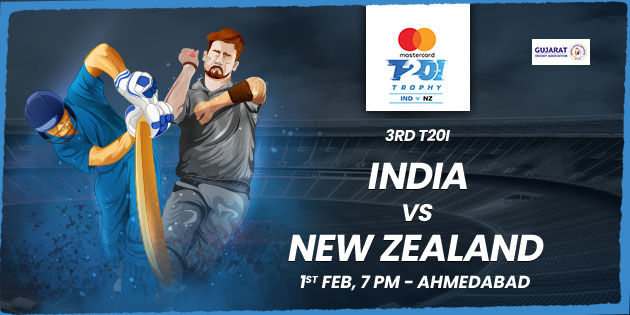 mastercard
T20I
TROPHY
IND v NZ
GUJARAT
CRICKET ASSOCIATION
3RD T20I
INDIA
VS
NEW ZEALAND
1ST FEB, 7 PM - AHMEDABAD